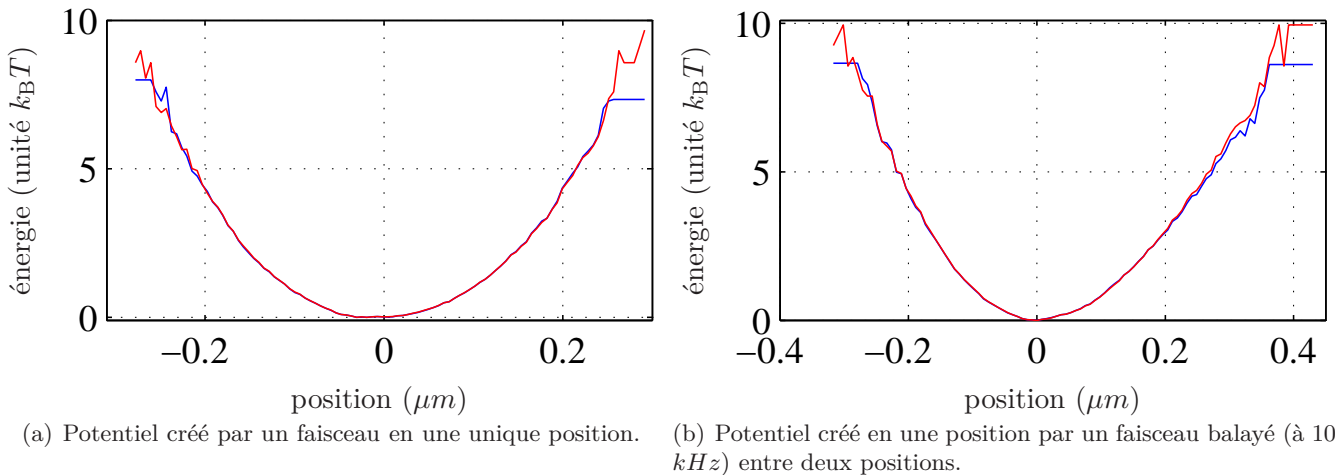 10
5
0
énergie (unité kBT)
−0.2 0 0.2
position (μm)
(a) Potentiel créé par un faisceau en une unique position.
10
5
0
énergie (unité kBT)
−0.4 −0.2 0 0.2 0.4
position (μm)
(b) Potentiel créé en une position par un faisceau balayé (à 10
kHz) entre deux positions.